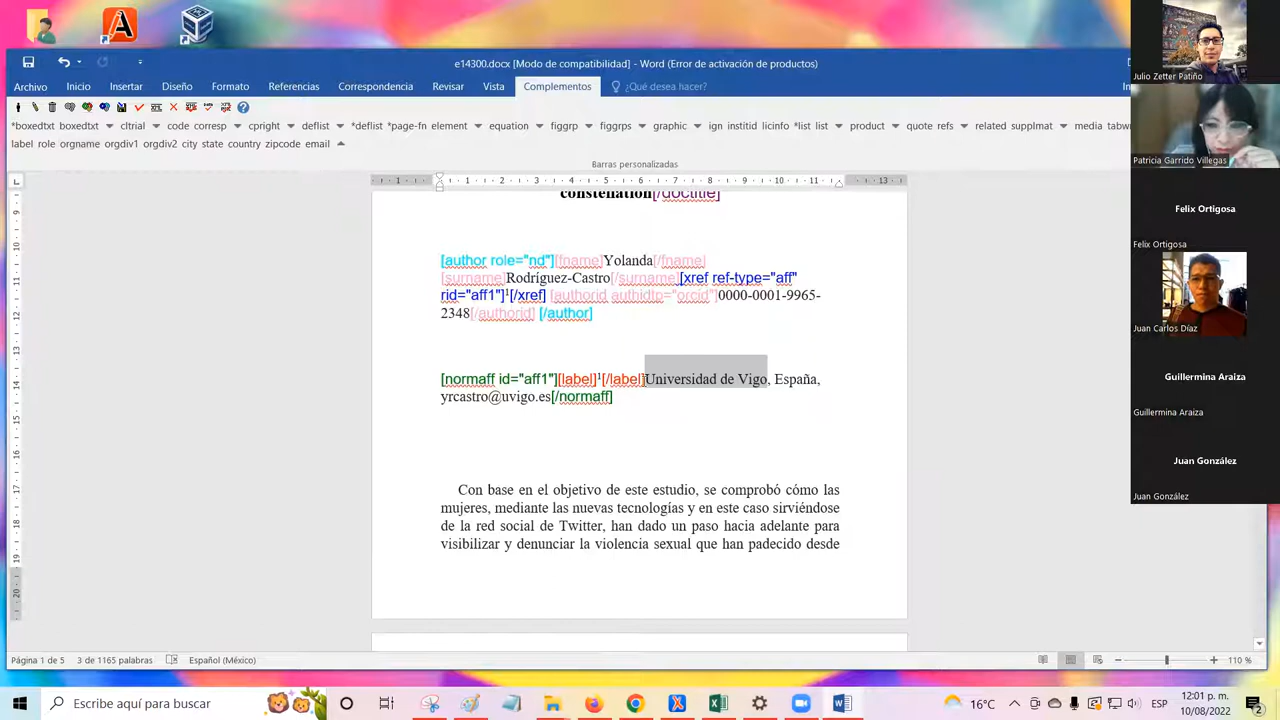 e14300.docx [Modo de compatibilidad] - Word (Error de activación de productos)
Archivo Inicio Insertar Diseño Formato Referencias Correspondencia Revisar Vista Complementos ¿Qué desea hacer?
*boxedtxt boxedtxt cltrial code corresp cpright deflist *deflist *page-fn element equation figgrp figgrps graphic ign institid licinfo *list list product quote refs related supplmat media tabwr
label role orgname orgdiv1 orgdiv2 city state country zipcode email
Barras personalizadas
constellation[/doctitle]
[author role="nd"][fname]Yolanda[/fname]
[surname]Rodríguez-Castro[/surname][xref ref-type="aff"
rid="aff1"]1[/xref] [authorid authidtp="orcid"]0000-0001-9965-
2348[/authorid] [/author]
[normaff id="aff1"][label]1[/label]Universidad de Vigo, España,
yrcastro@uvigo.es[/normaff]
Con base en el objetivo de este estudio, se comprobó cómo las
mujeres, mediante las nuevas tecnologías y en este caso sirviéndose
de la red social de Twitter, han dado un paso hacia adelante para
visibilizar y denunciar la violencia sexual que han padecido desde
Página 1 de 5 3 de 1165 palabras Español (México) 110 %
Escribe aquí para buscar
16°C ESP 12:01 p. m.
10/08/2022
2
Julio Zetter Patiño
Patricia Garrido Villegas
Felix Ortigosa
Felix Ortigosa
Juan Carlos Díaz
Guillermina Araiza
Guillermina Araiza
Juan González
Juan González